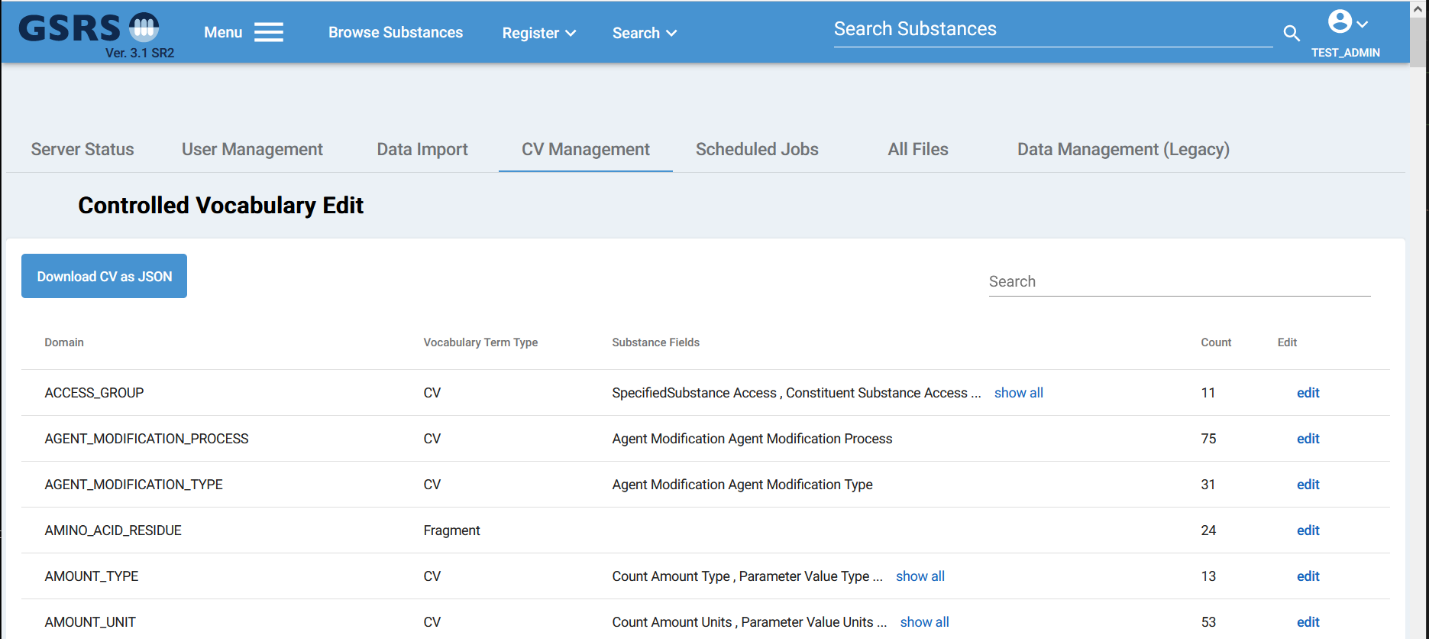 GSRS
Ver. 3.1 SR2
Menu Browse Substances Register Search Search Substances
TEST_ADMIN
Server Status User Management Data Import CV Management Scheduled Jobs All Files Data Management (Legacy)
Controlled Vocabulary Edit
Download CV as JSON Search
Domain Vocabulary Term Type Substance Fields Count Edit
ACCESS_GROUP CV SpecifiedSubstance Access , Constituent Substance Access ... show all 11 edit
AGENT_MODIFICATION_PROCESS CV Agent Modification Agent Modification Process 75 edit
AGENT_MODIFICATION_TYPE CV Agent Modification Agent Modification Type 31 edit
AMINO_ACID_RESIDUE Fragment 24 edit
AMOUNT_TYPE CV Count Amount Type , Parameter Value Type ... show all 13 edit
AMOUNT_UNIT CV Count Amount Units , Parameter Value Units ... show all 53 edit